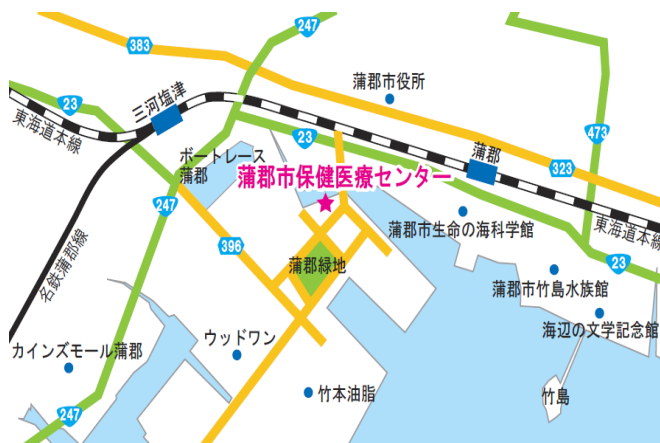 247
383
蒲郡市役所
23
三河塩津
東海道本線
23
473
ボートレース
蒲郡
蒲郡
323
蒲郡市保健医療センター
247
396
蒲郡市生命の海科学館
東海道本線
名鉄蒲郡線
蒲郡緑地
23
蒲郡市竹島水族館
海辺の文学記念館
ウッドワン
カインズモール蒲郡
竹本油脂
竹島
247